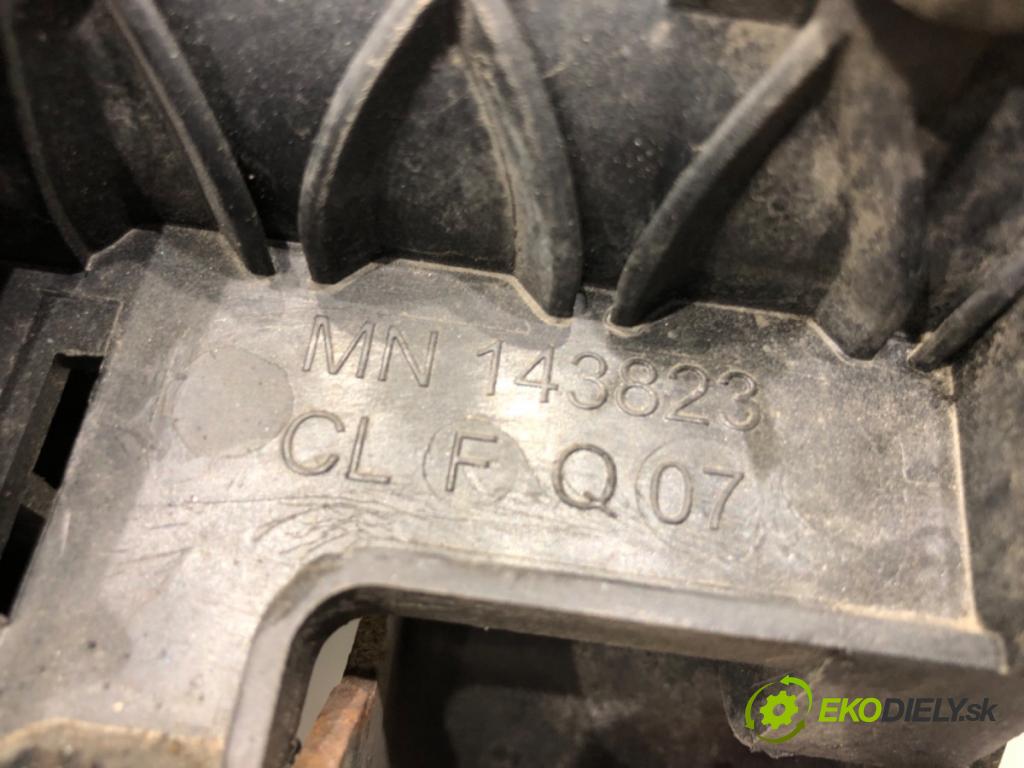 MN 143823
CL F Q 07
EKODIELY.sk